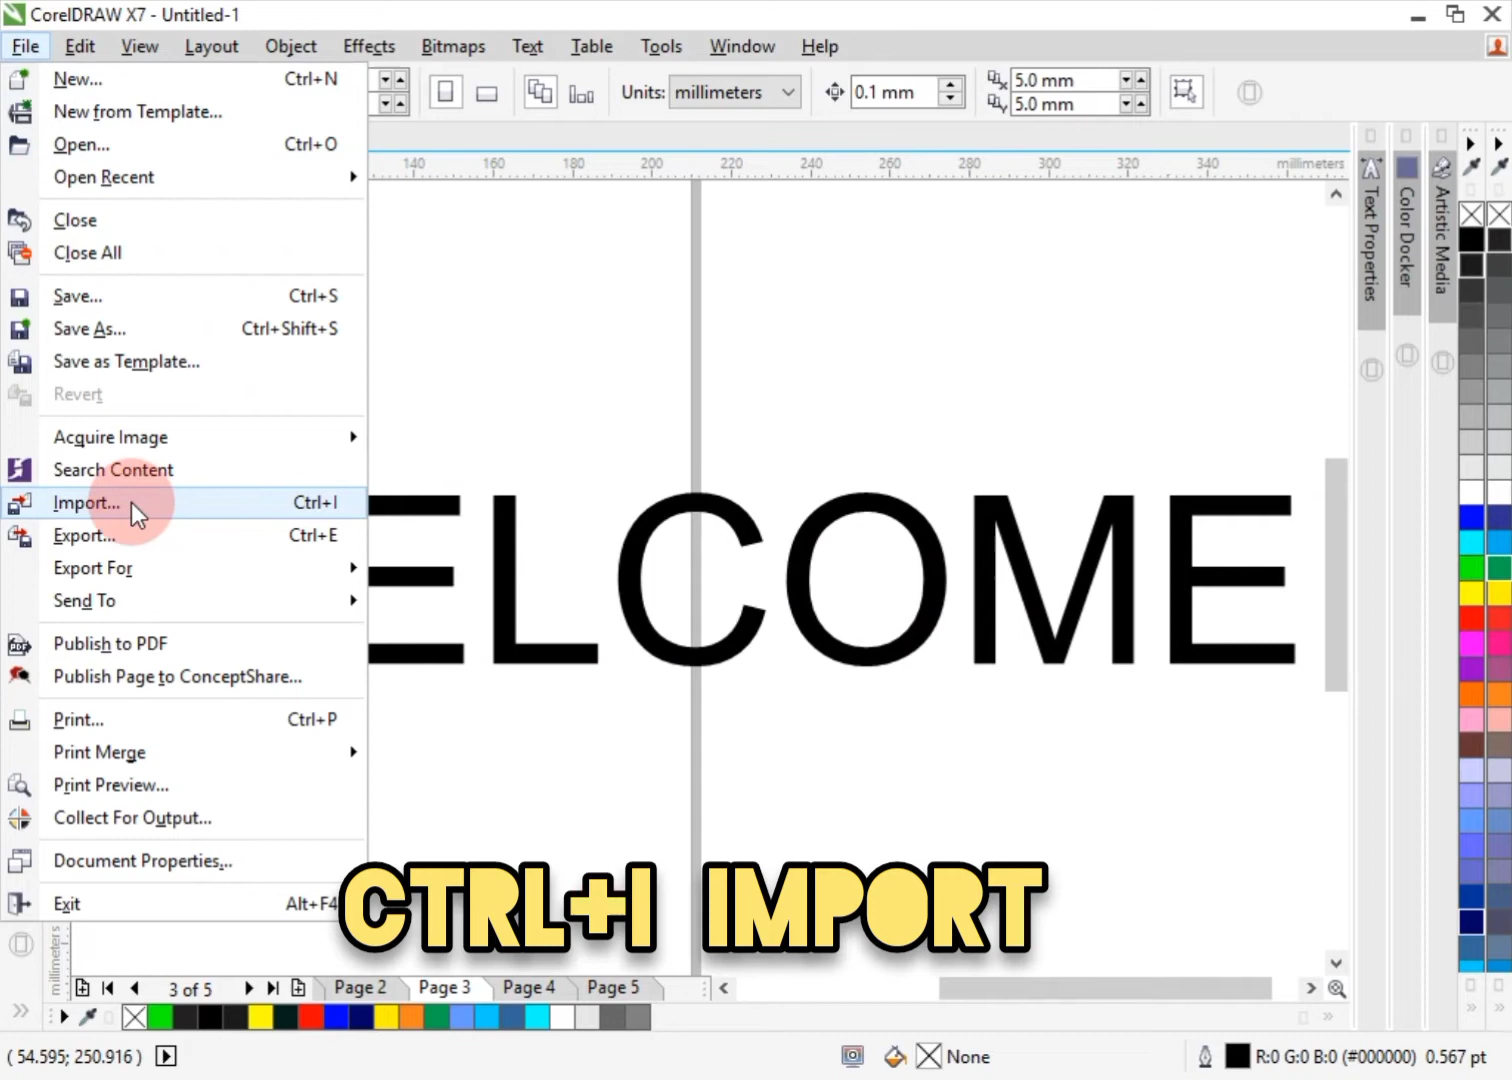 CorelDRAW X7 - Untitled-1
File Edit View Layout Object Effects Bitmaps Text Table Tools Window Help
Units: millimeters 0.1 mm 5.0 mm
5.0 mm
140 160 180 200 220 240 260 280 300 320 340 millimeters
New... Ctrl+N
New from Template...
Open... Ctrl+O
Open Recent
Close
Close All
Save... Ctrl+S
Save As... Ctrl+Shift+S
Save as Template...
Revert
Acquire Image
Search Content
Import... Ctrl+I
Export... Ctrl+E
Export For
Send To
Publish to PDF
Publish Page to ConceptShare...
Print... Ctrl+P
Print Merge
Print Preview...
Collect For Output...
Document Properties...
Exit Alt+F4
ELCOME
Text Properties
Color Docker
Artistic Media
CTRL+I IMPORT
millimeters
3 of 5 Page 2 Page 3 Page 4 Page 5
( 54.595; 250.916 ) None R:0 G:0 B:0 (#000000) 0.567 pt